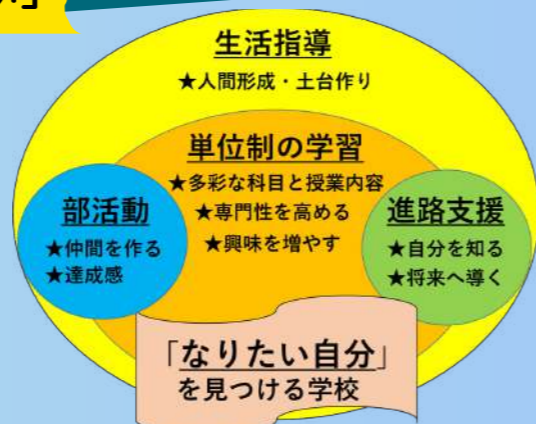 生活指導
★人間形成・土台作り
単位制の学習
★多彩な科目と授業内容
★専門性を高める
★興味を増やす
部活動
★仲間を作る
★達成感
進路支援
★自分を知る
★将来へ導く
「なりたい自分」
を見つける学校